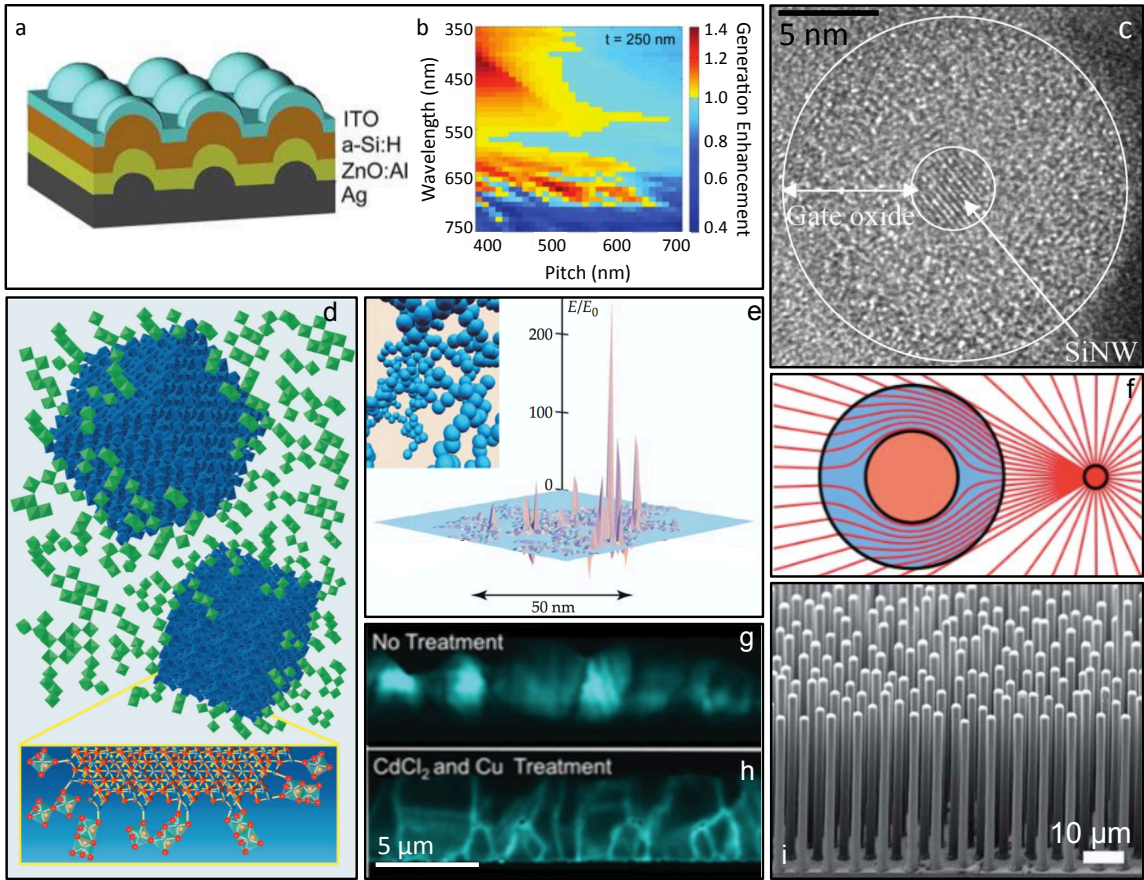 a
ITO
a-Si:H
ZnO:Al
Ag
b
350
450
550
650
750
Wavelength (nm)
t = 250 nm
400 500 600 700
Pitch (nm)
1.4
1.2
1.0
0.8
0.6
0.4
Generation Enhancement
5 nm
c
Gate oxide
SiNW
d
e
E/E0
200
100
0
50 nm
f
No Treatment
g
CdCl2 and Cu Treatment
h
5 µm
i
10 µm